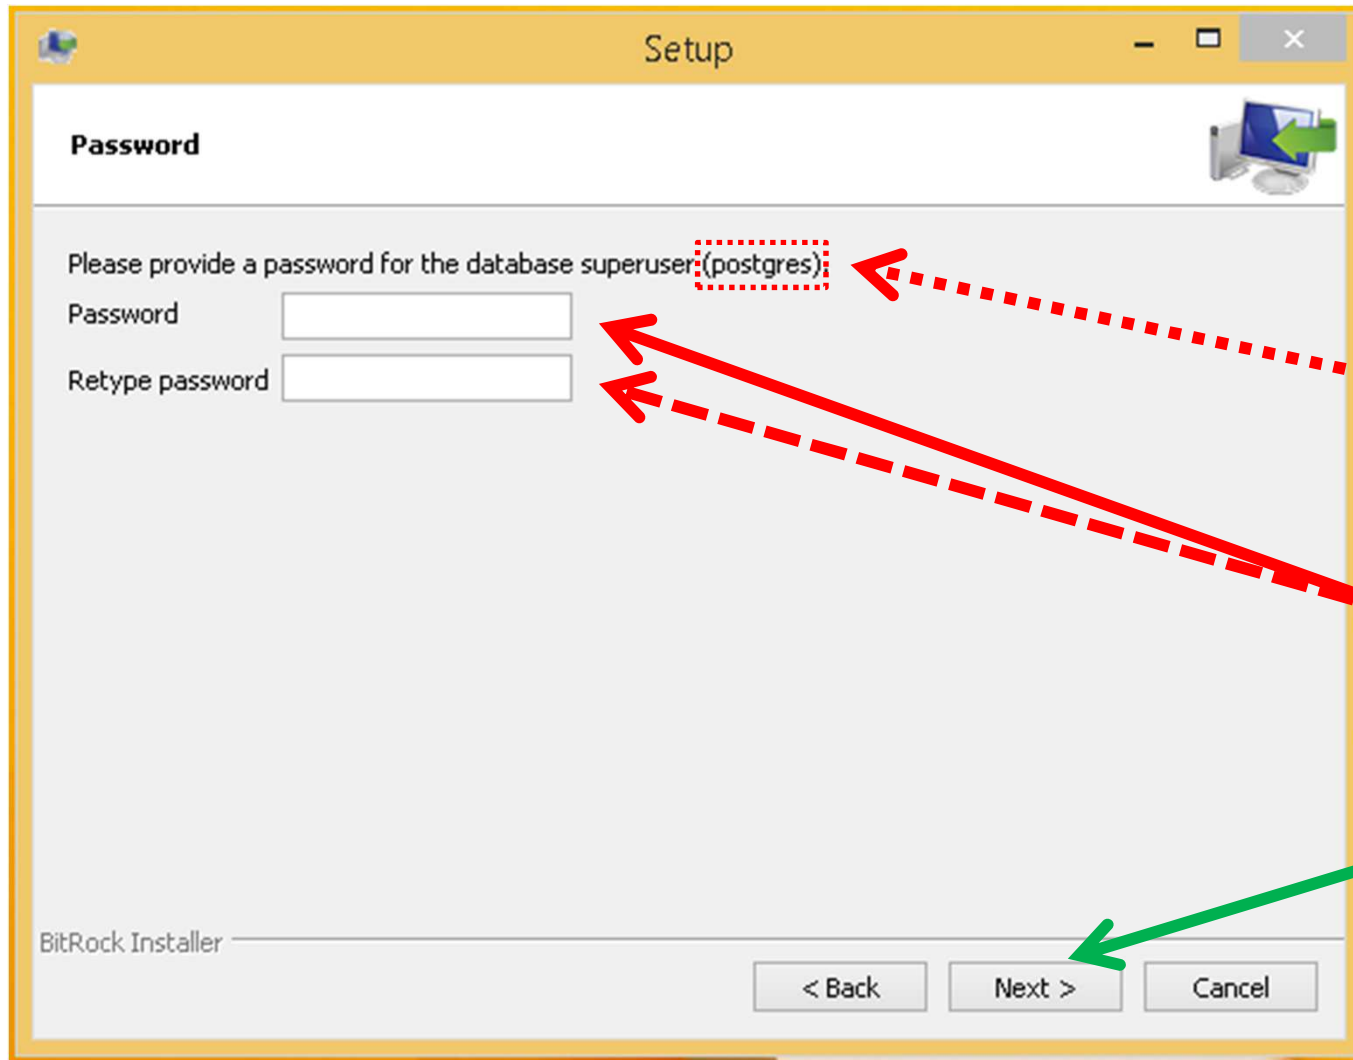 Setup
Password
Please provide a password for the database superuser (postgres).
Password
Retype password
BitRock Installer
< Back
Next >
Cancel